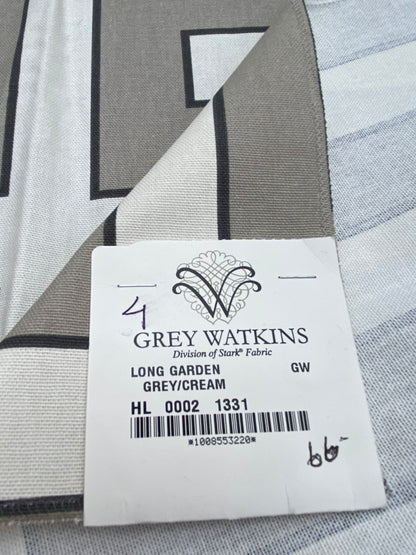 4
W
GREY WATKINS
Division of Stark® Fabric
LONG GARDEN GW
GREY/CREAM
HL 0002 1331
*1008553220*
66-